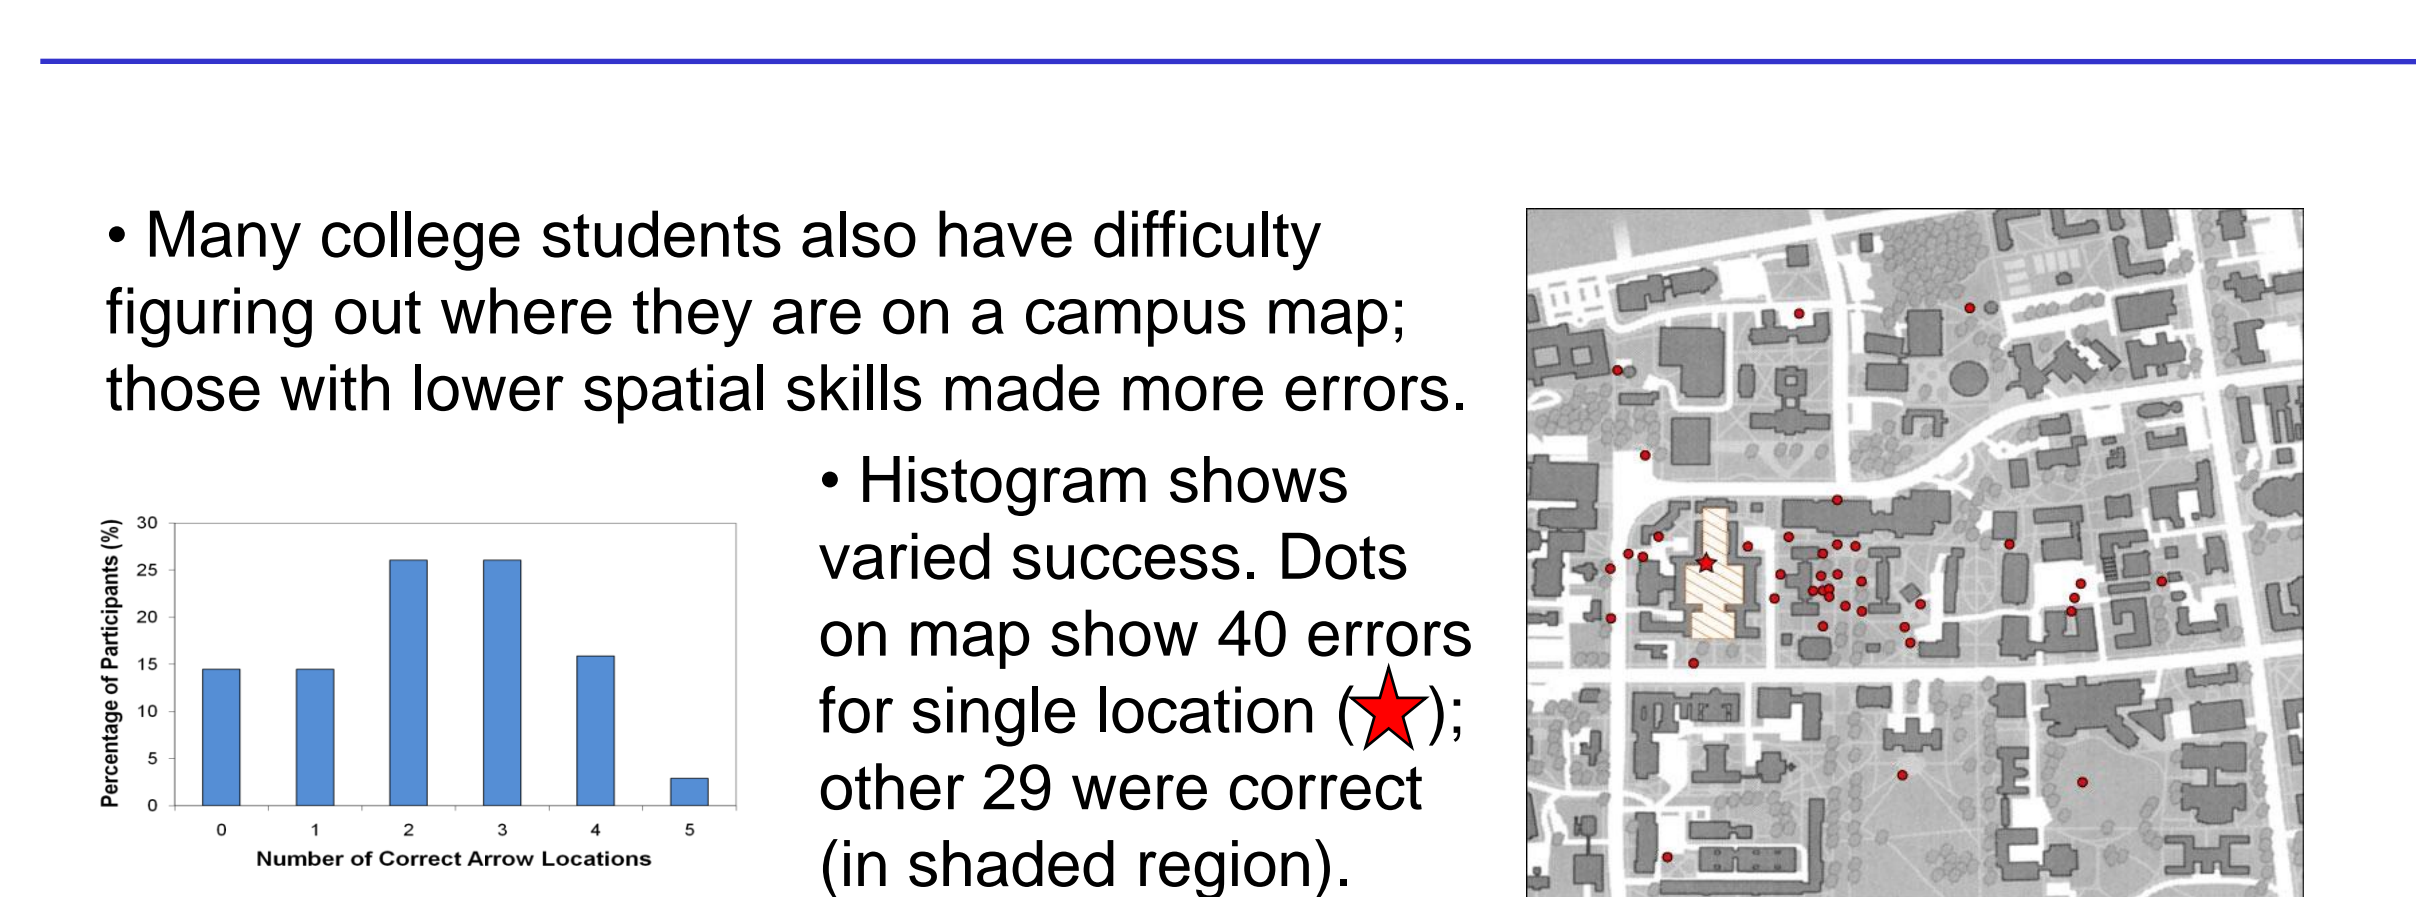 • Many college students also have difficulty
figuring out where they are on a campus map;
those with lower spatial skills made more errors.
• Histogram shows
varied success. Dots
on map show 40 errors
for single location (★);
other 29 were correct
(in shaded region).
Percentage of Participants (%)
30
25
20
15
10
5
0
0 1 2 3 4 5
Number of Correct Arrow Locations